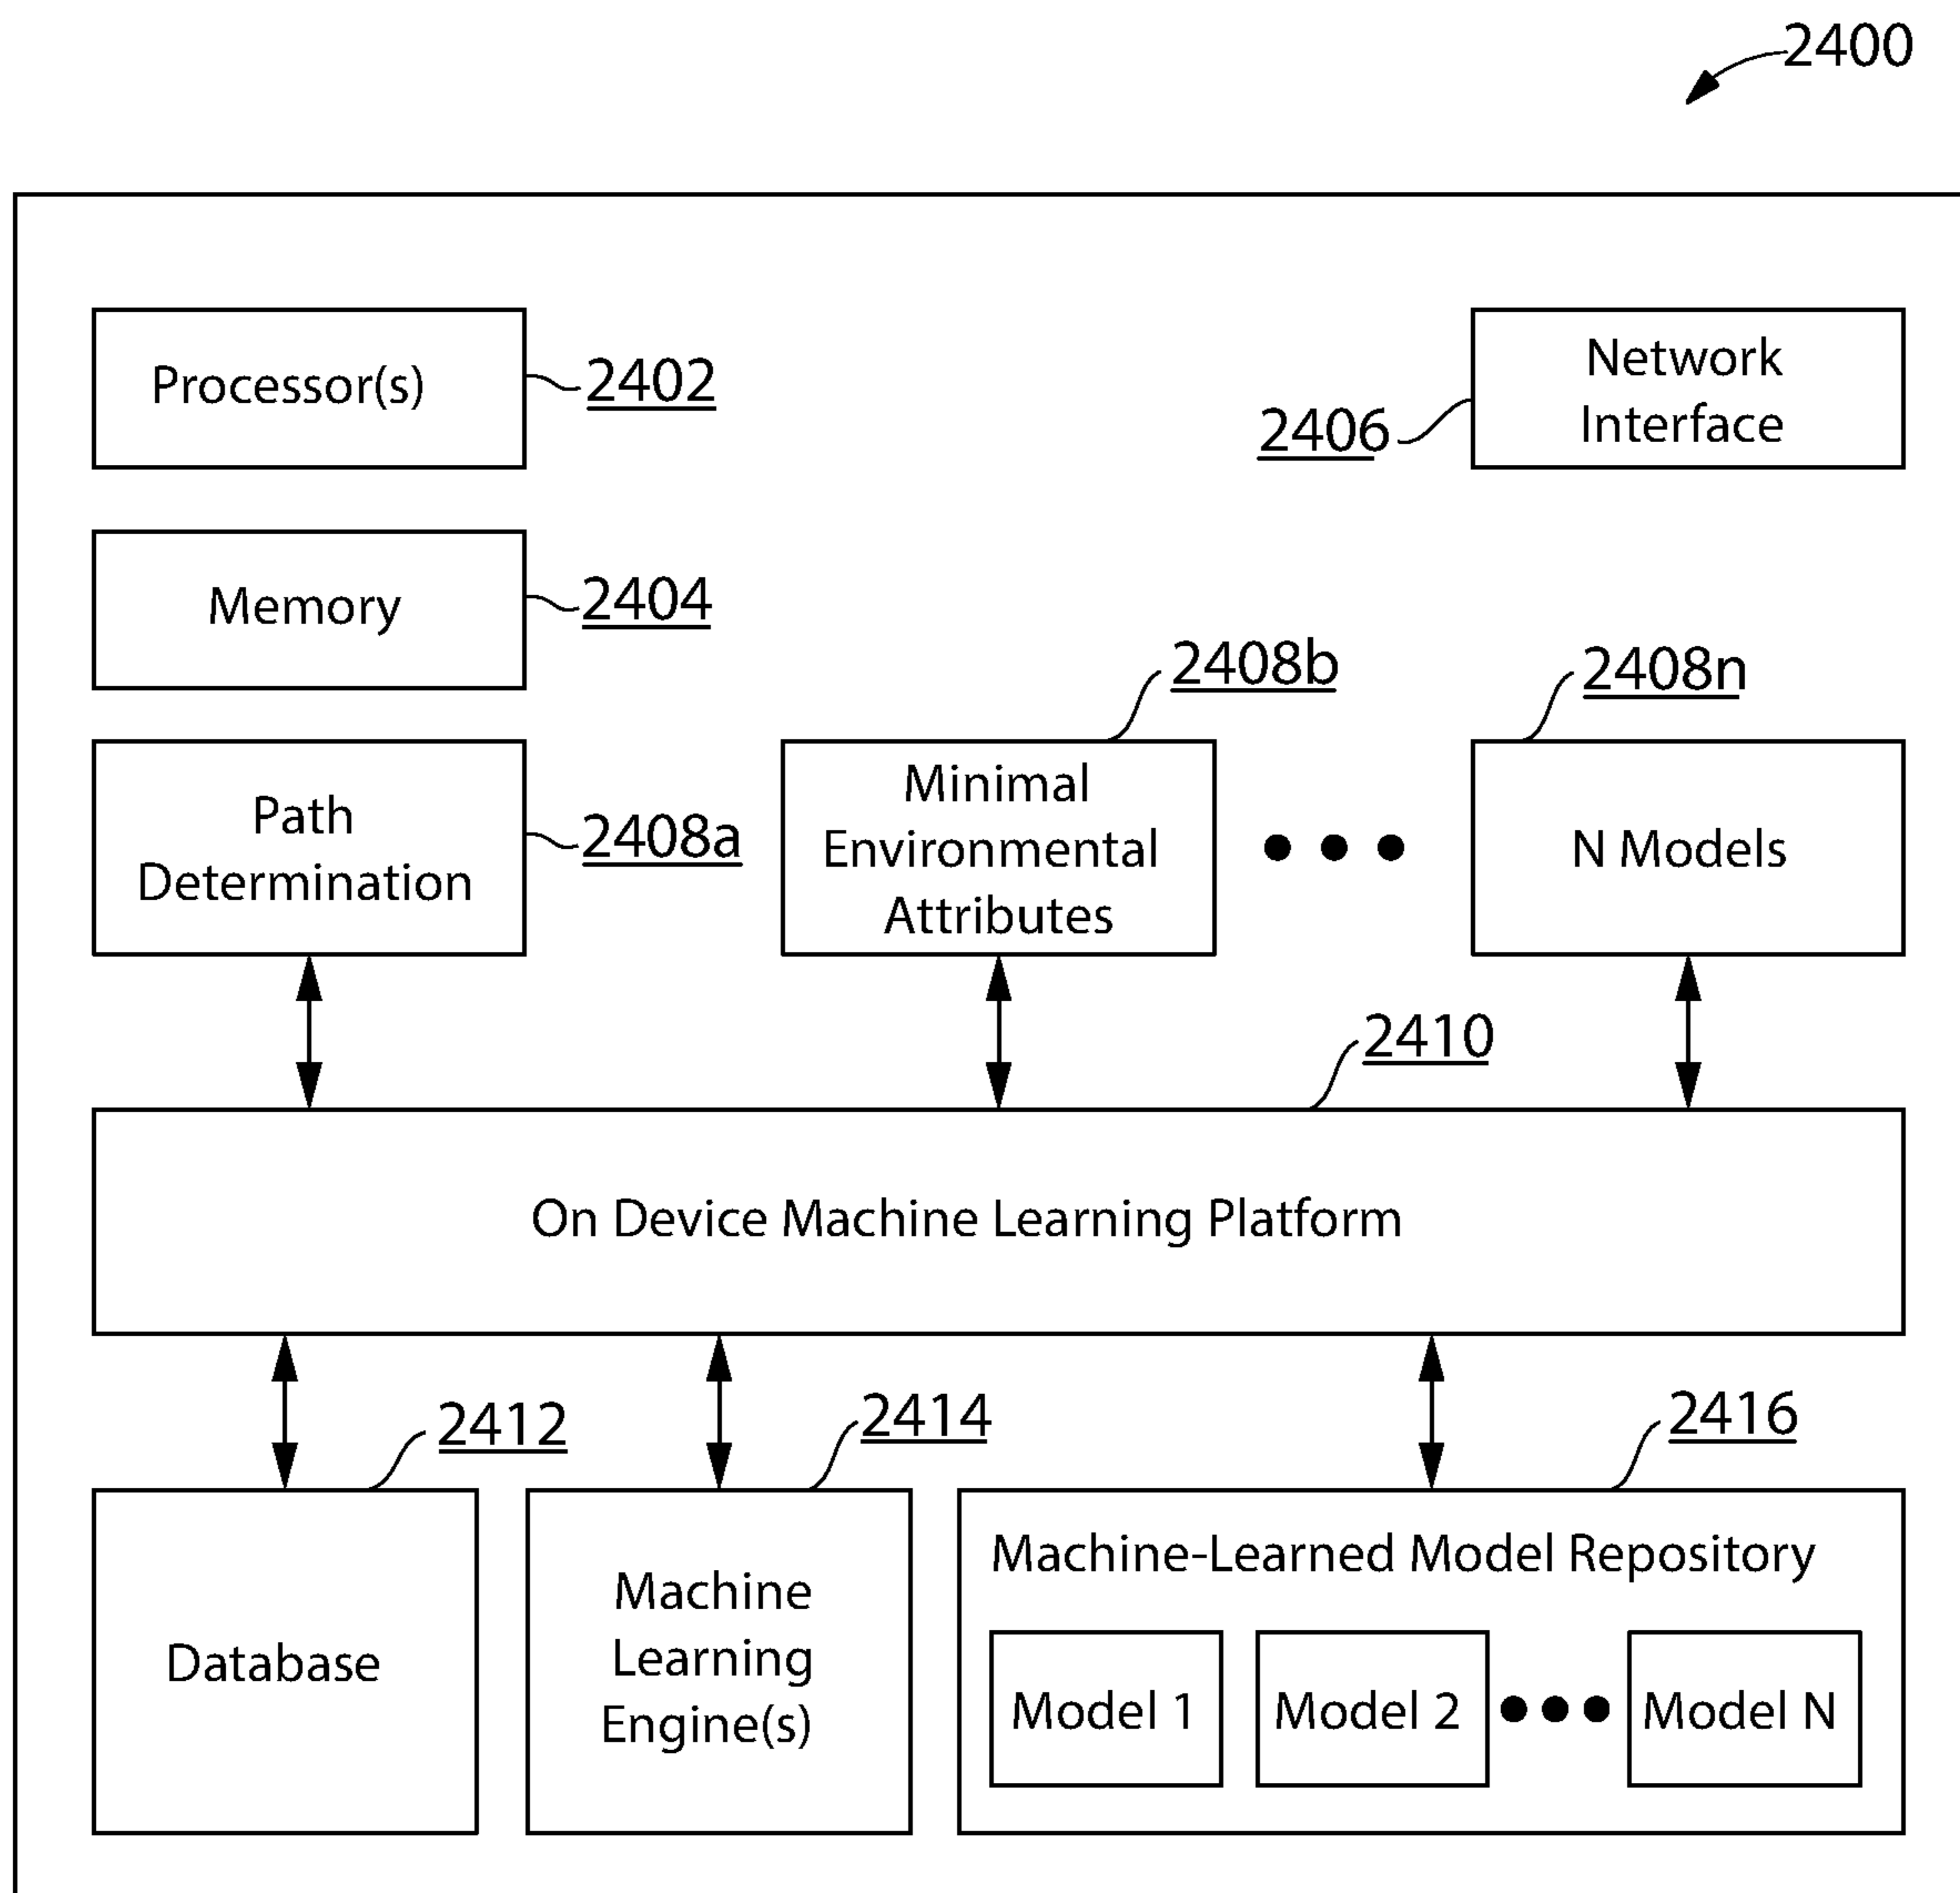 2400
Processor(s)
2402
Network
Interface
2406
Memory
2404
2408b
2408n
Path
Determination
2408a
Minimal
Environmental
Attributes
N Models
2410
On Device Machine Learning Platform
2412
2414
2416
Database
Machine
Learning
Engine(s)
Machine-Learned Model Repository
Model 1
Model 2
Model N